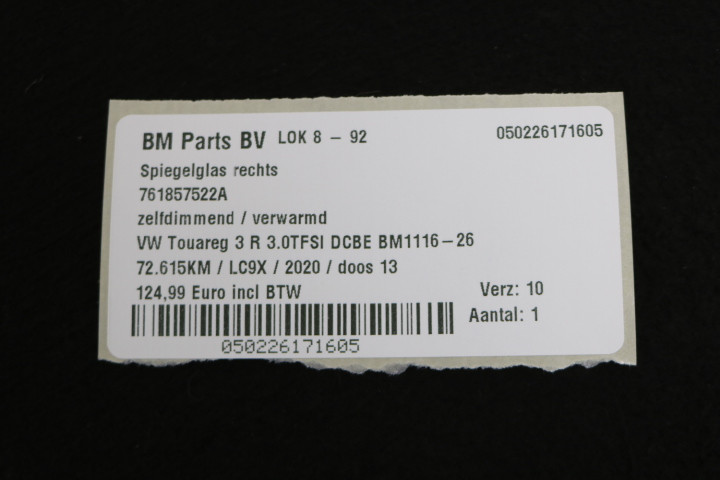 BM Parts BV LOK 8 - 92 050226171605
Spiegelglas rechts
761857522A
zelfdimmend / verwarmd
VW Touareg 3 R 3.0TFSI DCBE BM1116-26
72.615KM / LC9X / 2020 / doos 13
124,99 Euro incl BTW Verz: 10
Aantal: 1
050226171605